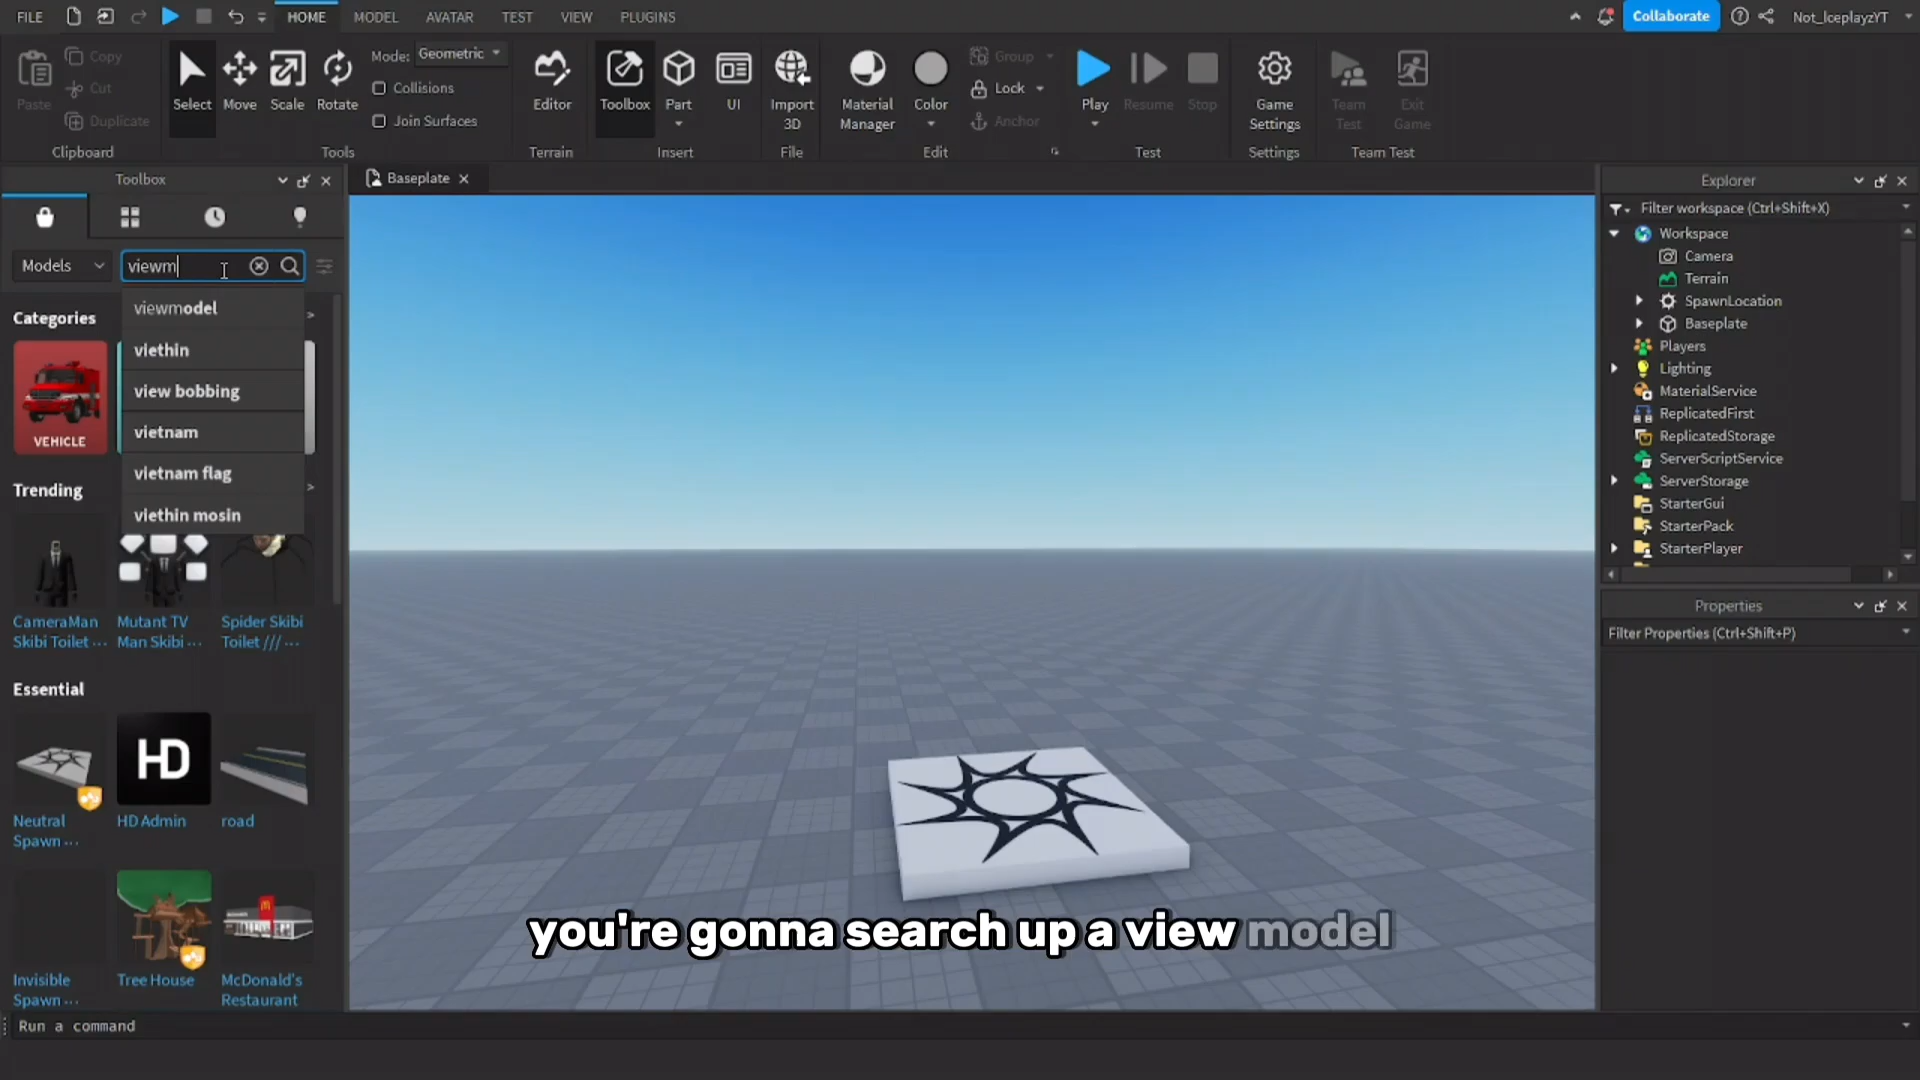 FILE HOME MODEL AVATAR TEST VIEW PLUGINS Collaborate Not_IceplayzYT
Paste Copy Cut Duplicate
Clipboard
Select Move Scale Rotate
Mode: Geometric
Collisions
Join Surfaces
Tools
Editor
Terrain
Toolbox Part UI
Insert
Import 3D
File
Material Manager Color
Group
Lock
Anchor
Edit
Play Resume Stop
Test
Game Settings
Settings
Team Test Exit Game
Team Test
Toolbox
Models viewm
viewmodel
viethin
view bobbing
vietnam
vietnam flag
viethin mosin
Categories
VEHICLE
Trending
CameraMan Skibi Toilet ...
Mutant TV Man Skibi ...
Spider Skibi Toilet /// ...
Essential
Neutral Spawn ...
HD
HD Admin
road
Invisible Spawn ...
Tree House
McDonald's Restaurant
Baseplate
you're gonna search up a view model
Explorer
Filter workspace (Ctrl+Shift+X)
Workspace
Camera
Terrain
SpawnLocation
Baseplate
Players
Lighting
MaterialService
ReplicatedFirst
ReplicatedStorage
ServerScriptService
ServerStorage
StarterGui
StarterPack
StarterPlayer
Properties
Filter Properties (Ctrl+Shift+P)
Run a command